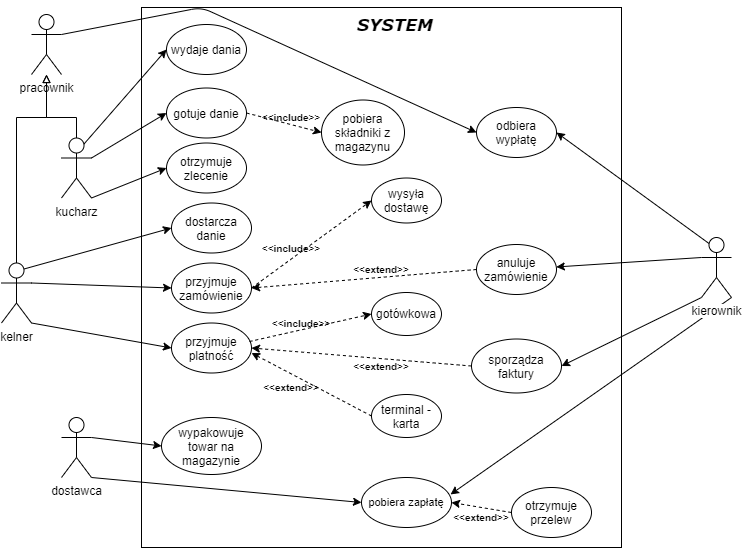 SYSTEM
wydaje dania
pracownik
gotuje danie
<<include>>
pobiera
składniki z
magazynu
odbiera
wypłatę
otrzymuje
zlecenie
kucharz
wysyła
dostawę
dostarcza
danie
<<include>>
<<extend>>
anuluje
zamówienie
przyjmuje
zamówienie
kierownik
gotówkowa
<<include>>
kelner
przyjmuje
płatność
<<extend>>
sporządza
faktury
<<extend>>
terminal -
karta
wypakowuje
towar na
magazynie
dostawca
pobiera zapłatę
<<extend>>
otrzymuje
przelew